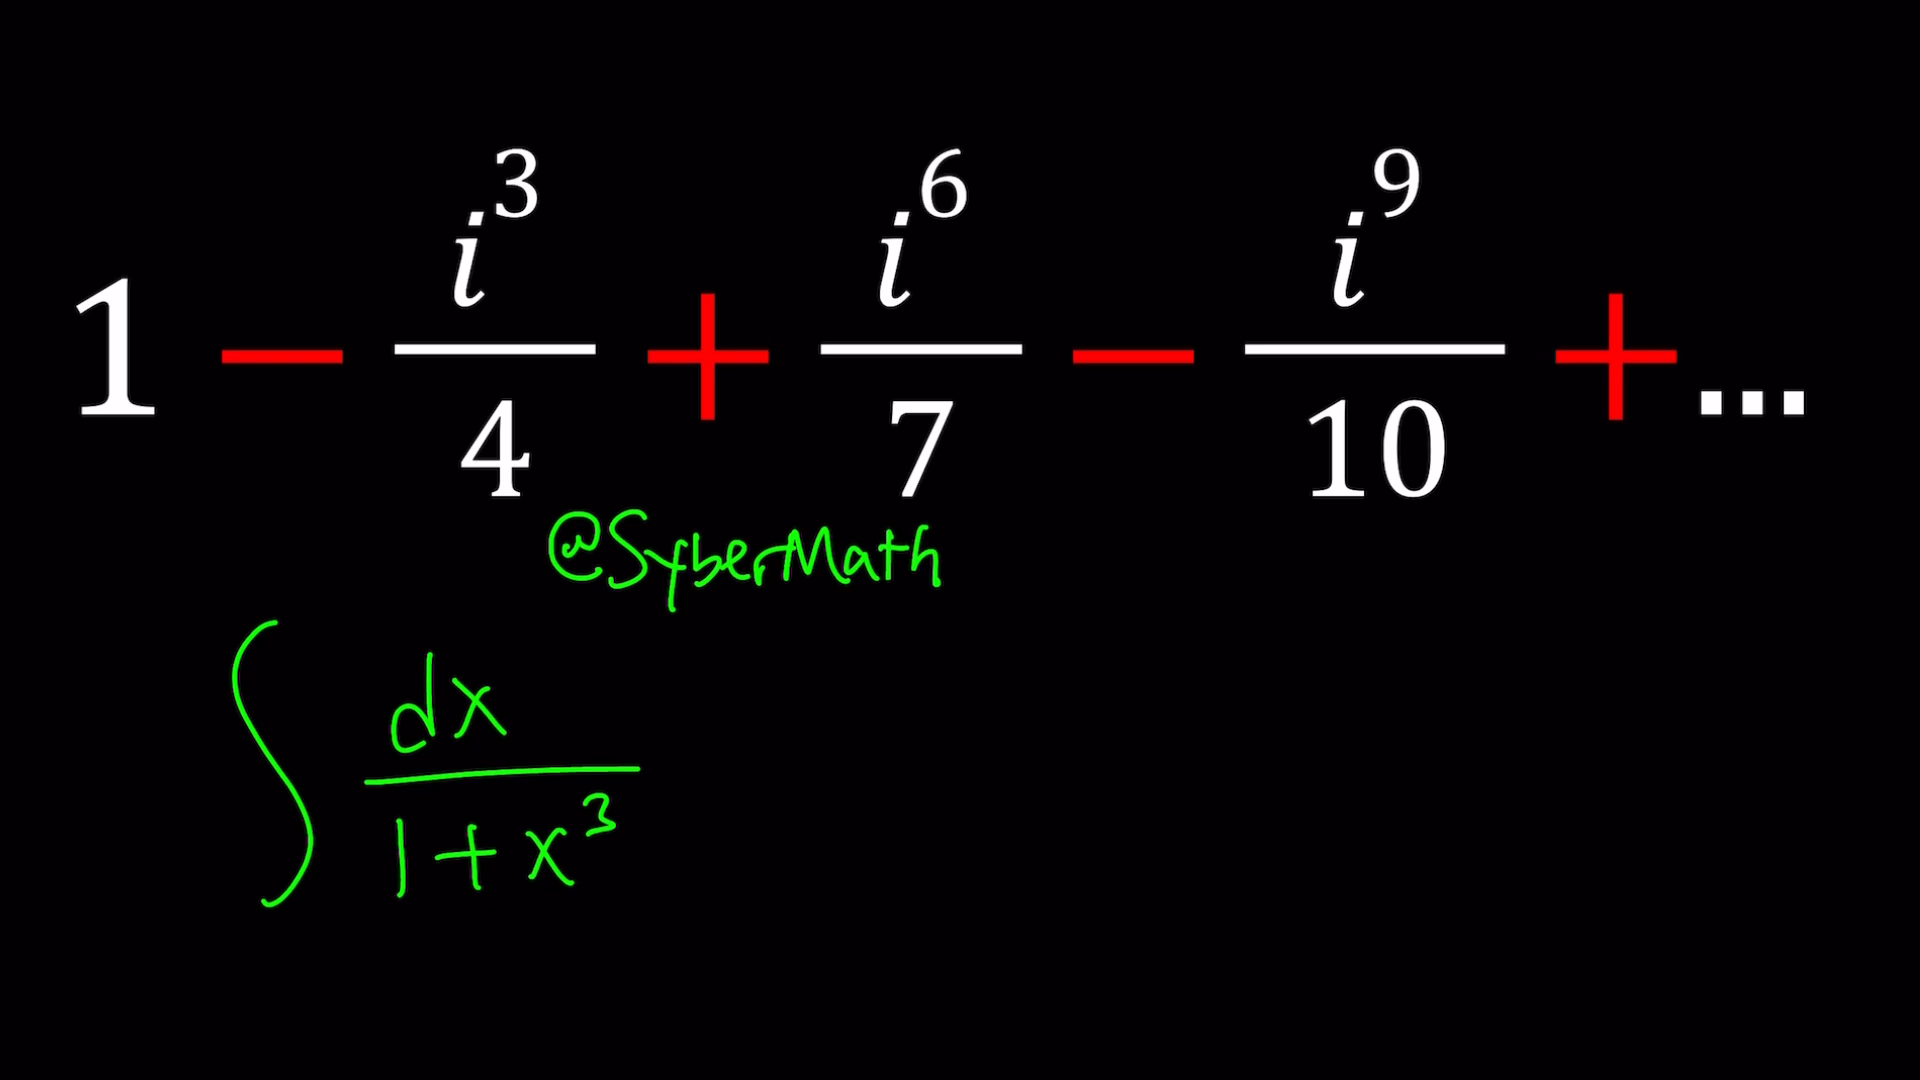 1 − i³/4 + i⁶/7 − i⁹/10 + ...
@SyberMath
∫ dx/(1+x³)